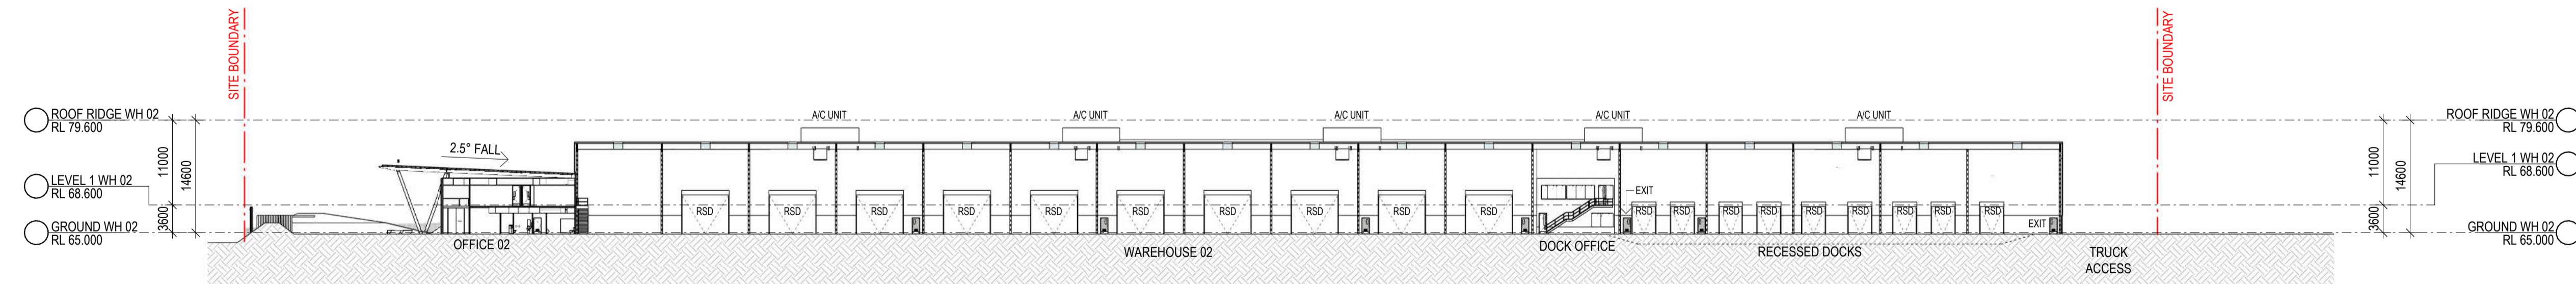 SITE BOUNDARY
SITE BOUNDARY
ROOF RIDGE WH 02
RL 79.600
LEVEL 1 WH 02
RL 68.600
GROUND WH 02
RL 65.000
11000
3600
14600
2.5° FALL
A/C UNIT
A/C UNIT
A/C UNIT
A/C UNIT
A/C UNIT
RSD
RSD
RSD
RSD
RSD
RSD
RSD
RSD
RSD
RSD
EXIT
RSD
RSD
RSD
RSD
RSD
RSD
RSD
RSD
RSD
EXIT
OFFICE 02
WAREHOUSE 02
DOCK OFFICE
RECESSED DOCKS
TRUCK
ACCESS
11000
3600
14600
ROOF RIDGE WH 02
RL 79.600
LEVEL 1 WH 02
RL 68.600
GROUND WH 02
RL 65.000